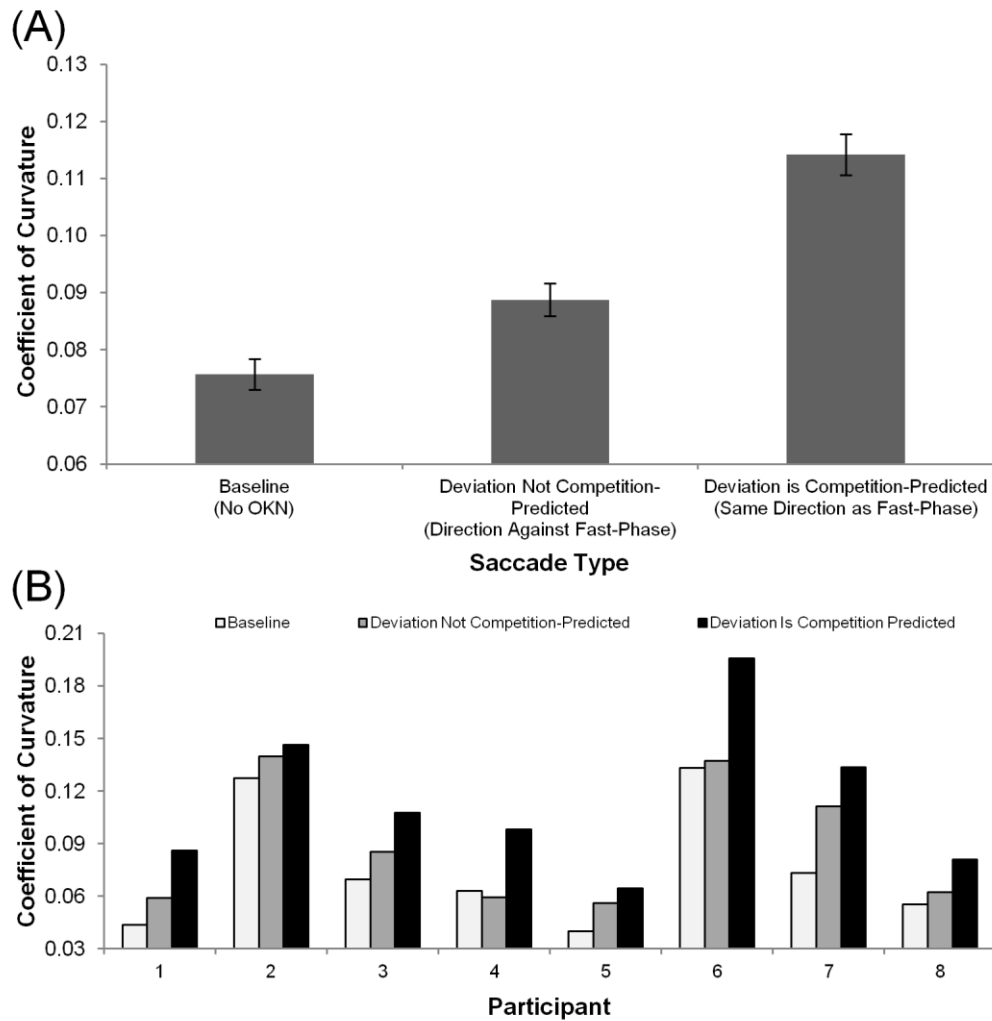 (A)
0.13
0.12
0.11
0.10
0.09
0.08
0.07
0.06
Coefficient of Curvature
Baseline
(No OKN)
Deviation Not Competition-
Predicted
(Direction Against Fast-Phase)
Deviation is Competition-Predicted
(Same Direction as Fast-Phase)
Saccade Type
(B)
Baseline
Deviation Not Competition-Predicted
Deviation Is Competition Predicted
0.21
0.18
0.15
0.12
0.09
0.06
0.03
Coefficient of Curvature
1 2 3 4 5 6 7 8
Participant